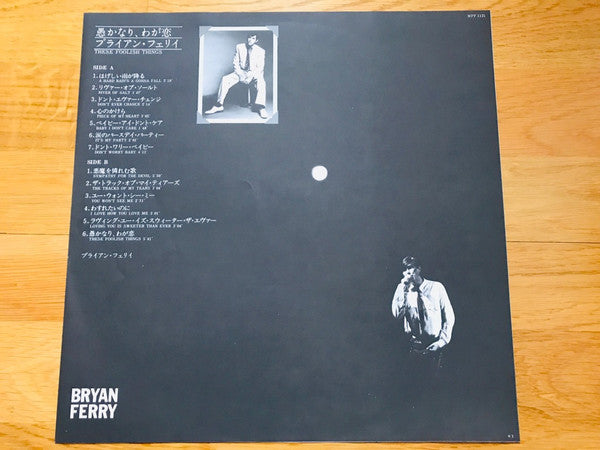 愚かなり、わが恋
ブライアン・フェリイ
THESE FOOLISH THINGS
SIDE A
1. はげしい雨が降る
A HARD RAIN'S A GONNA FALL 5'19"
2. リヴァー・オブ・ソールト
RIVER OF SALT
3. ドント・エヴァー・チェンジ
DON'T EVER CHANGE
4. 心のかけら
PIECE OF MY HEART
5. ベイビー・アイ・ドント・ケア
BABY I DON'T CARE
6. 涙のバースデイ・パーティー
IT'S MY PARTY
7. ドント・ワリー・ベイビー
DON'T WORRY BABY
SIDE B
1. 悪魔を憐れむ歌
SYMPATHY FOR THE DEVIL
2. ザ・トラック・オブ・マイ・ティアーズ
THE TRACKS OF MY TEARS
3. ユー・ウォント・シー・ミー
YOU WON'T SEE ME
4. わすれたいのに
I LOVE HOW YOU LOVE ME
5. ラヴィング・ユー・イズ・スウィーター・ザ・エヴァー
LOVING YOU IS SWEETER THAN EVER
6. 愚かなり、わが恋
THESE FOOLISH THINGS
ブライアン・フェリイ
BRYAN
FERRY